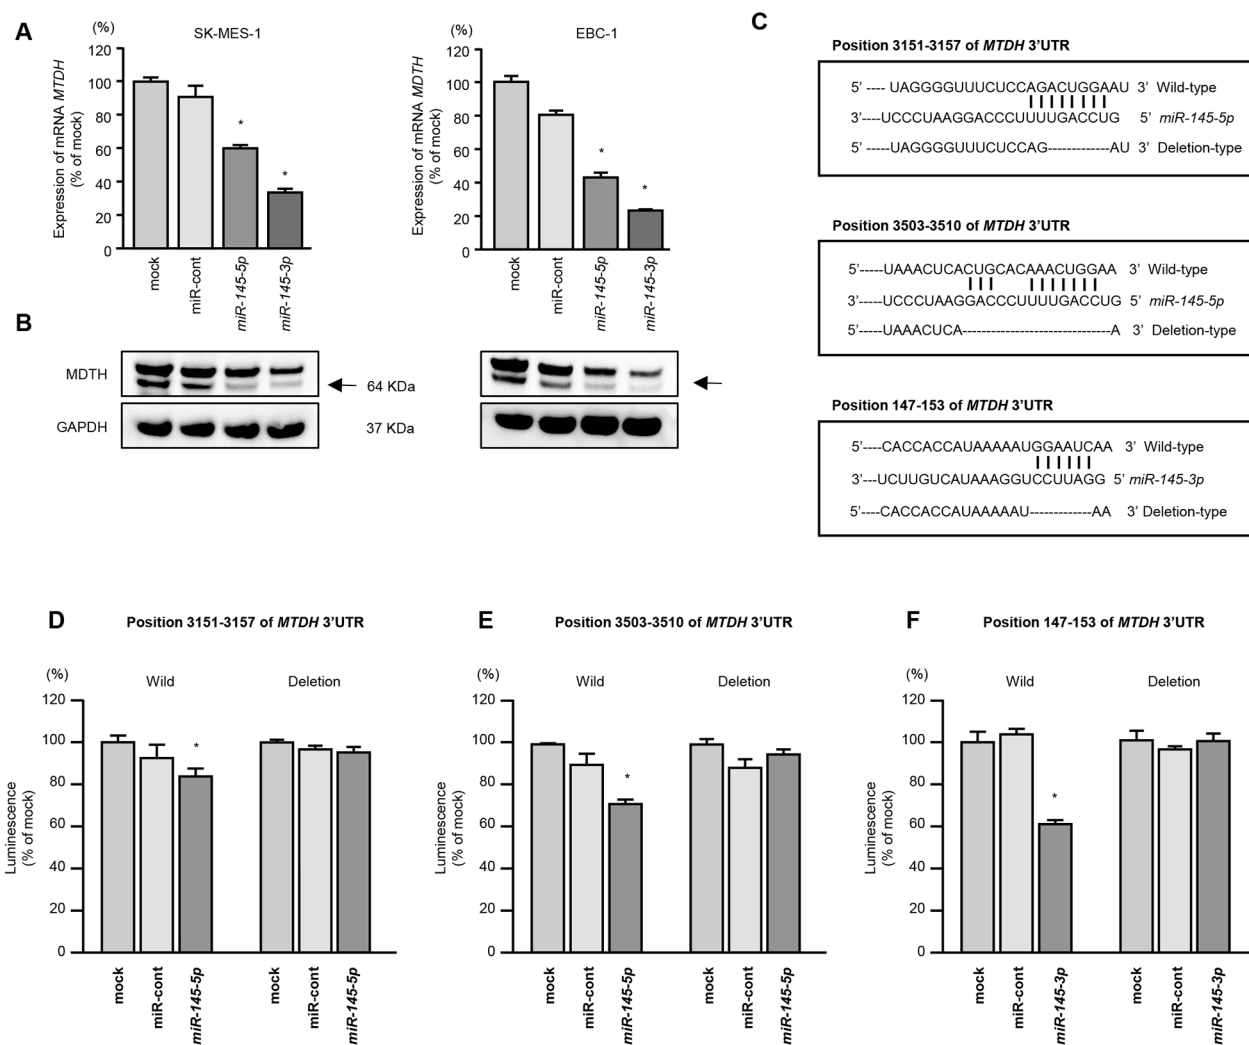 A
(%)
SK-MES-1
Expression of mRNA MTDH
(% of mock)
120
100
80
60
40
20
0
*
*
mock
miR-cont
miR-145-5p
miR-145-3p
(%)
EBC-1
Expression of mRNA MDTH
(% of mock)
120
100
80
60
40
20
0
*
*
mock
miR-cont
miR-145-5p
miR-145-3p
B
MDTH
64 KDa
GAPDH
37 KDa
C
Position 3151-3157 of MTDH 3'UTR
5' ---- UAGGGGUUUCUCCAGACUGGAAU 3' Wild-type
3'----UCCCUAAGGACCCUUUUGACCUG 5' miR-145-5p
5' -----UAGGGGUUUCUCCAG-------------AU 3' Deletion-type
Position 3503-3510 of MTDH 3'UTR
5'-----UAAACUCACUGCACAAACUGGAA 3' Wild-type
3'-----UCCCUAAGGACCCUUUUGACCUG 5' miR-145-5p
5'-----UAAACUCA-------------------------------A 3' Deletion-type
Position 147-153 of MTDH 3'UTR
5'----CACCACCAUAAAAAUGGAAUCAA 3' Wild-type
3'---UCUUGUCAUAAAGGUCCUUAGG 5' miR-145-3p
5'----CACCACCAUAAAAAU-------------AA 3' Deletion-type
D
Position 3151-3157 of MTDH 3'UTR
(%)
Wild
Deletion
Luminescence
(% of mock)
120
100
80
60
40
20
0
*
mock
miR-cont
miR-145-5p
mock
miR-cont
miR-145-5p
E
Position 3503-3510 of MTDH 3'UTR
(%)
Wild
Deletion
Luminescence
(% of mock)
120
100
80
60
40
20
0
*
mock
miR-cont
miR-145-5p
mock
miR-cont
miR-145-5p
F
Position 147-153 of MTDH 3'UTR
(%)
Wild
Deletion
Luminescence
(% of mock)
120
100
80
60
40
20
0
*
mock
miR-cont
miR-145-3p
mock
miR-cont
miR-145-3p